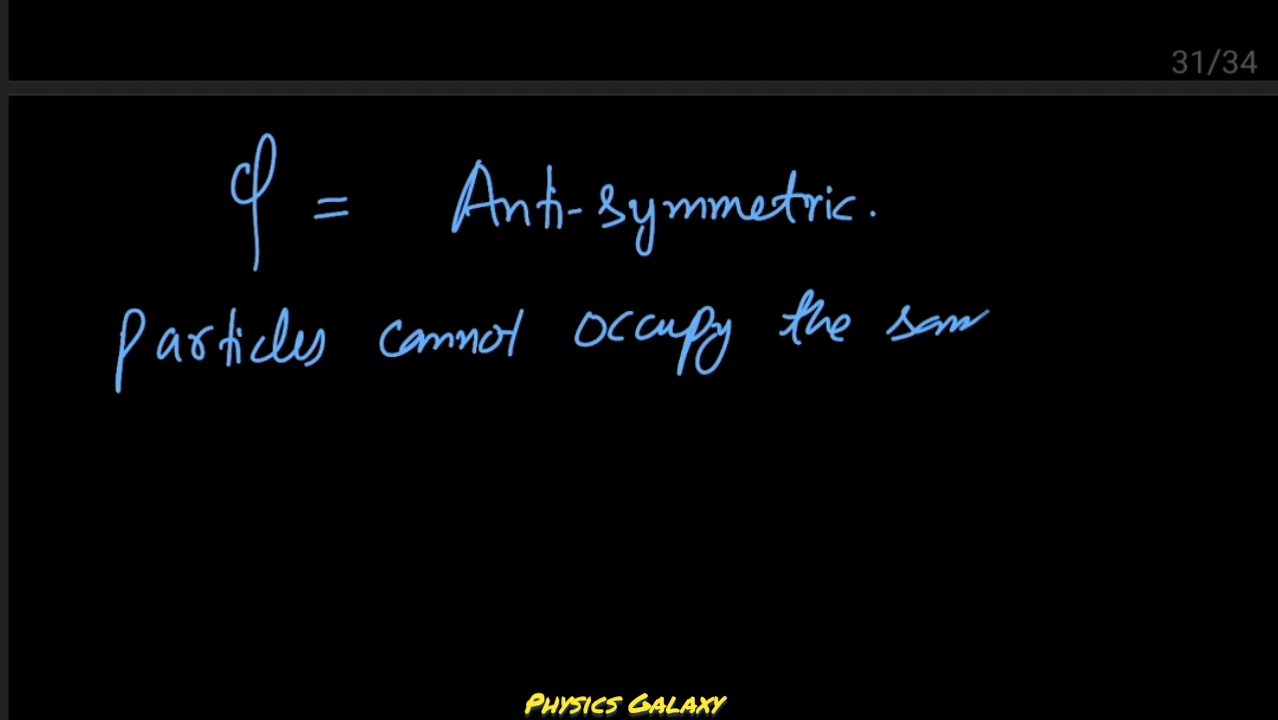 31/34
φ = Anti-symmetric.
Particles cannot occupy the sam
PHYSICS GALAXY